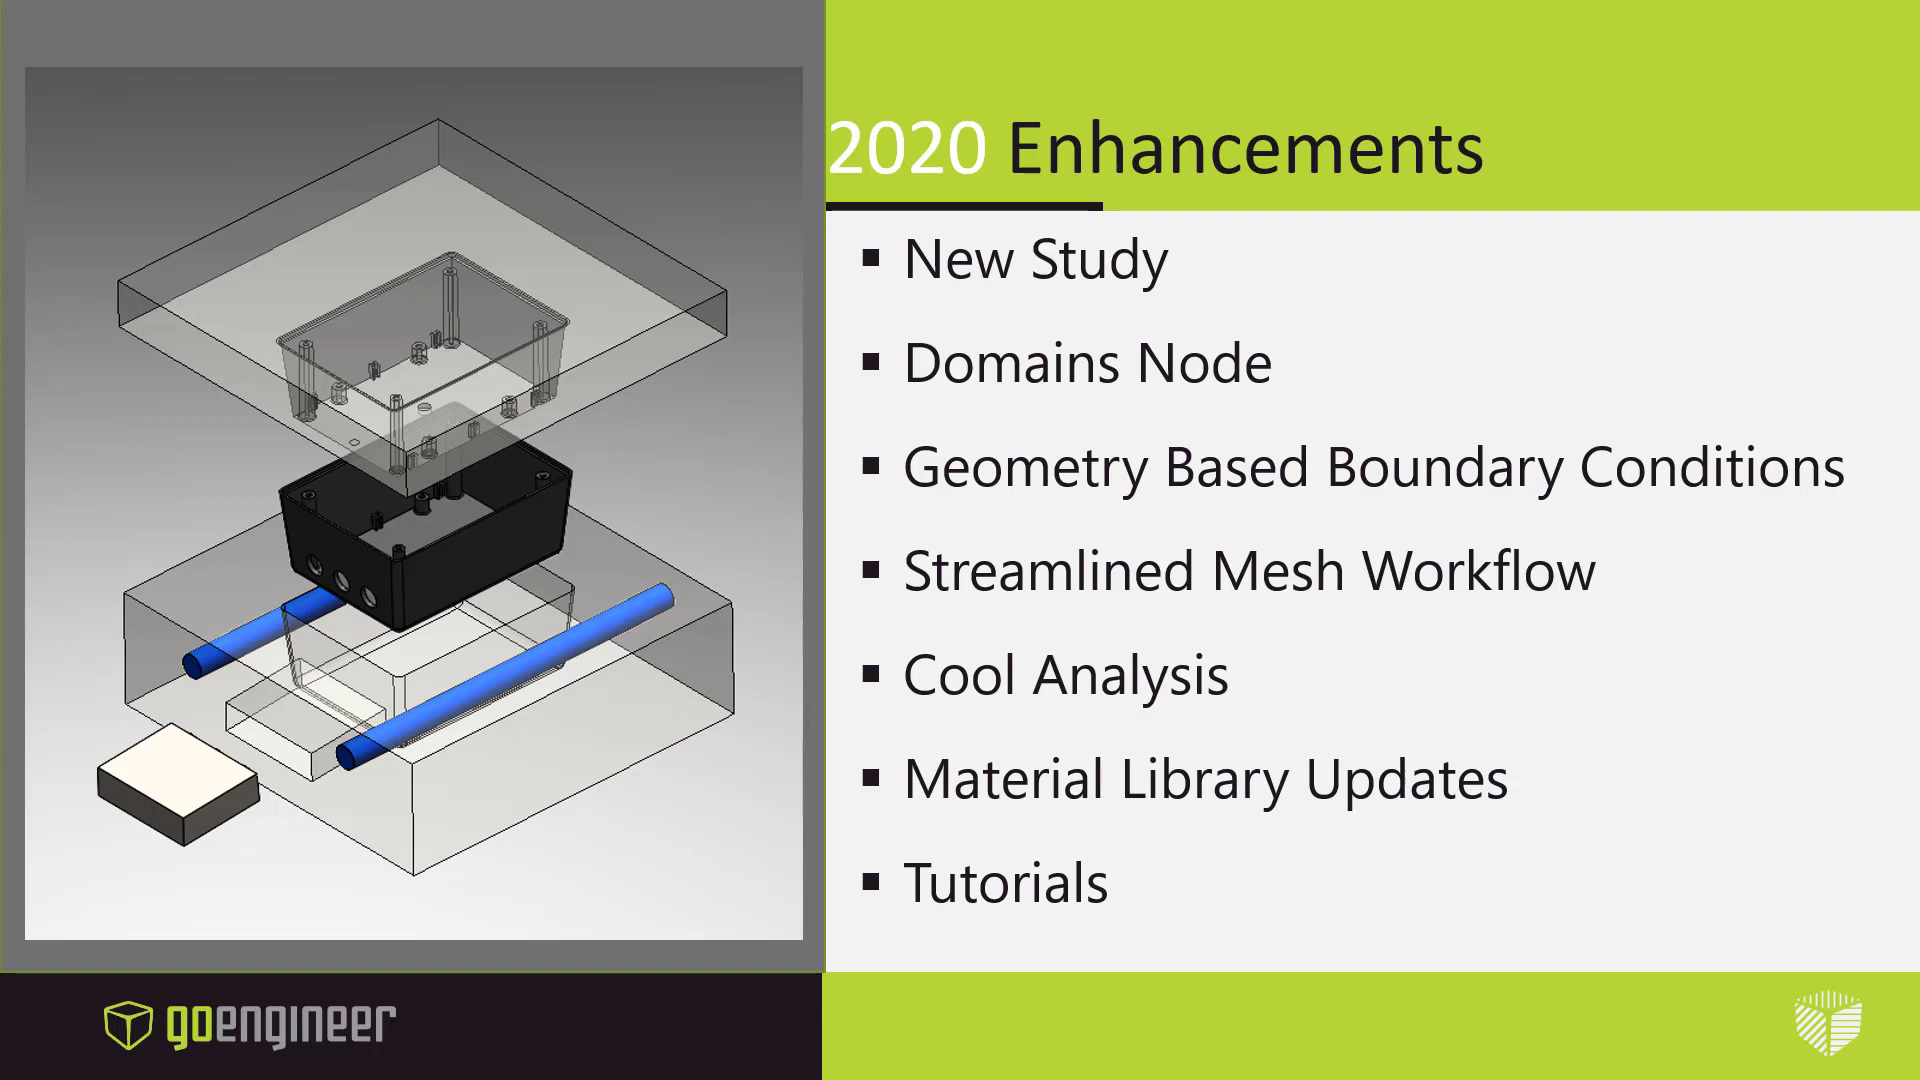 2020 Enhancements
▪ New Study
▪ Domains Node
▪ Geometry Based Boundary Conditions
▪ Streamlined Mesh Workflow
▪ Cool Analysis
▪ Material Library Updates
▪ Tutorials
goengineer